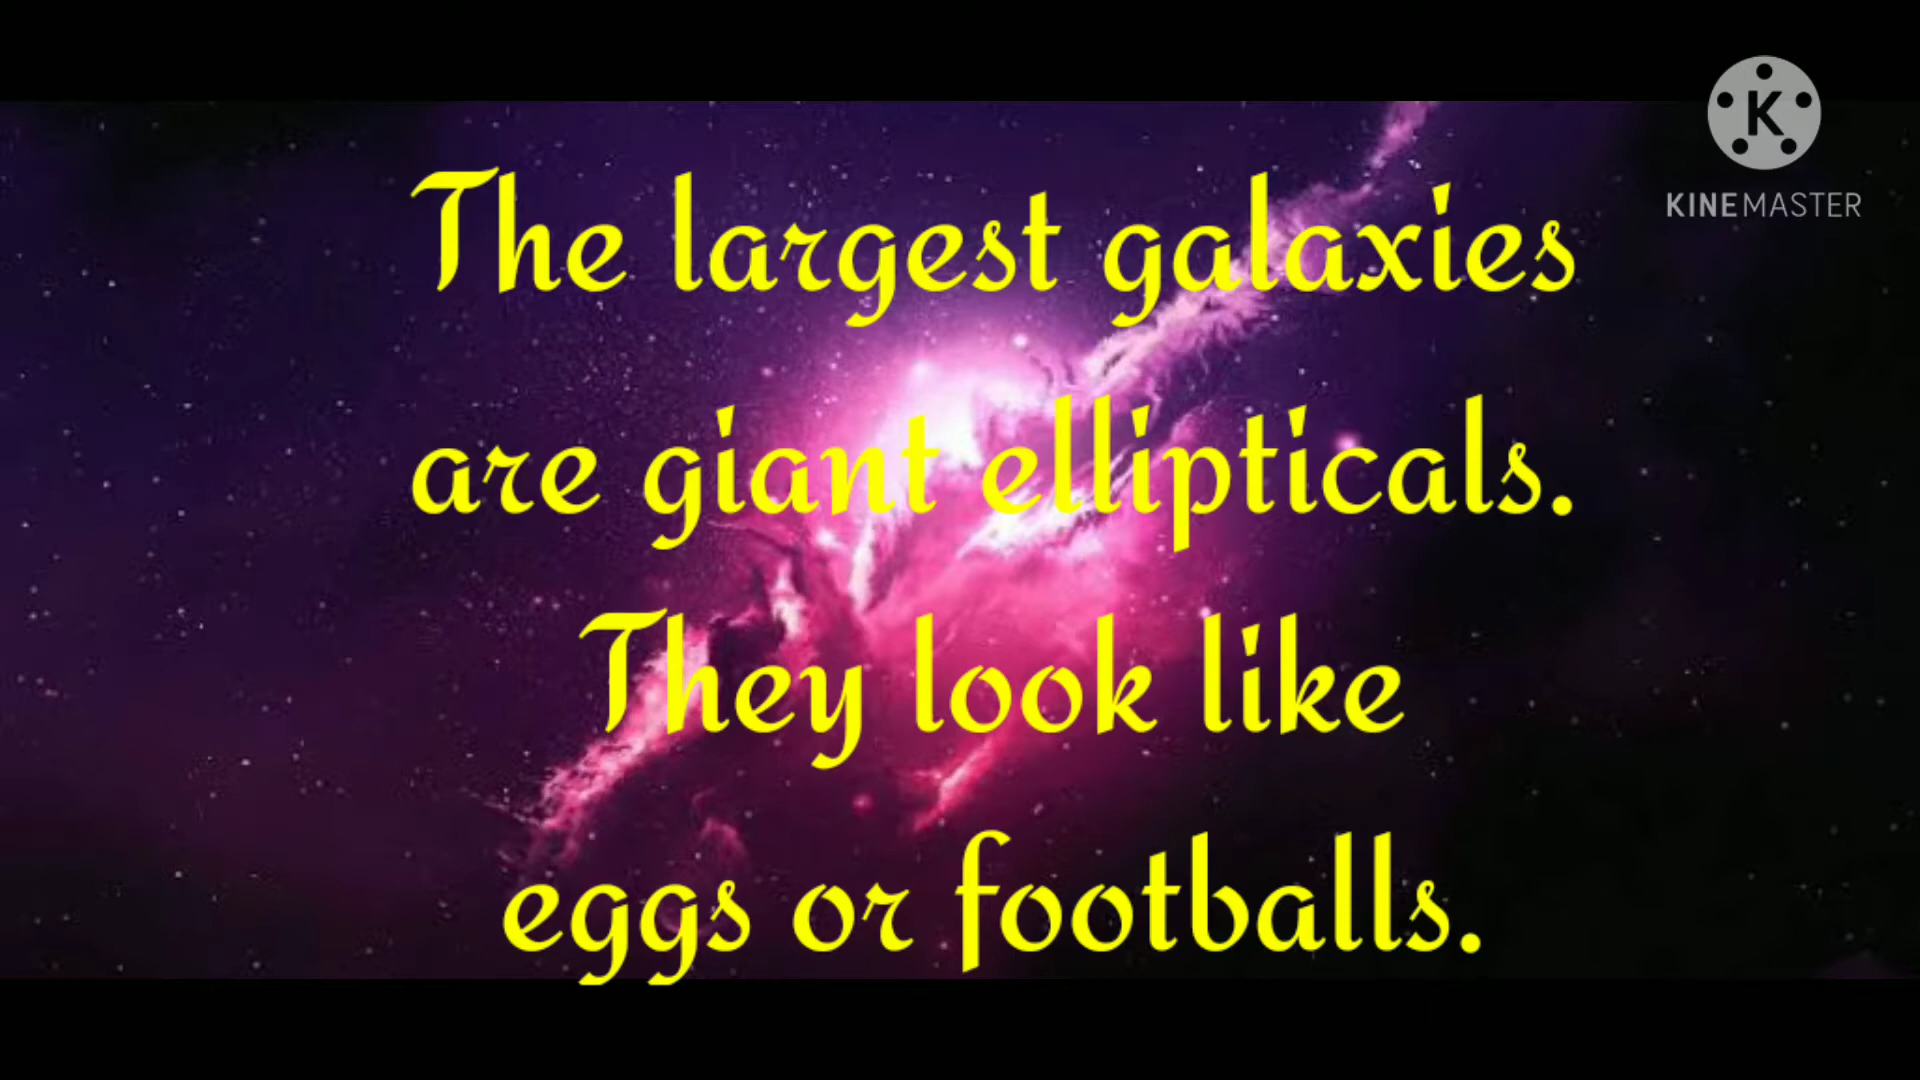 K
KINEMASTER
The largest galaxies
are giant ellipticals.
They look like
eggs or footballs.